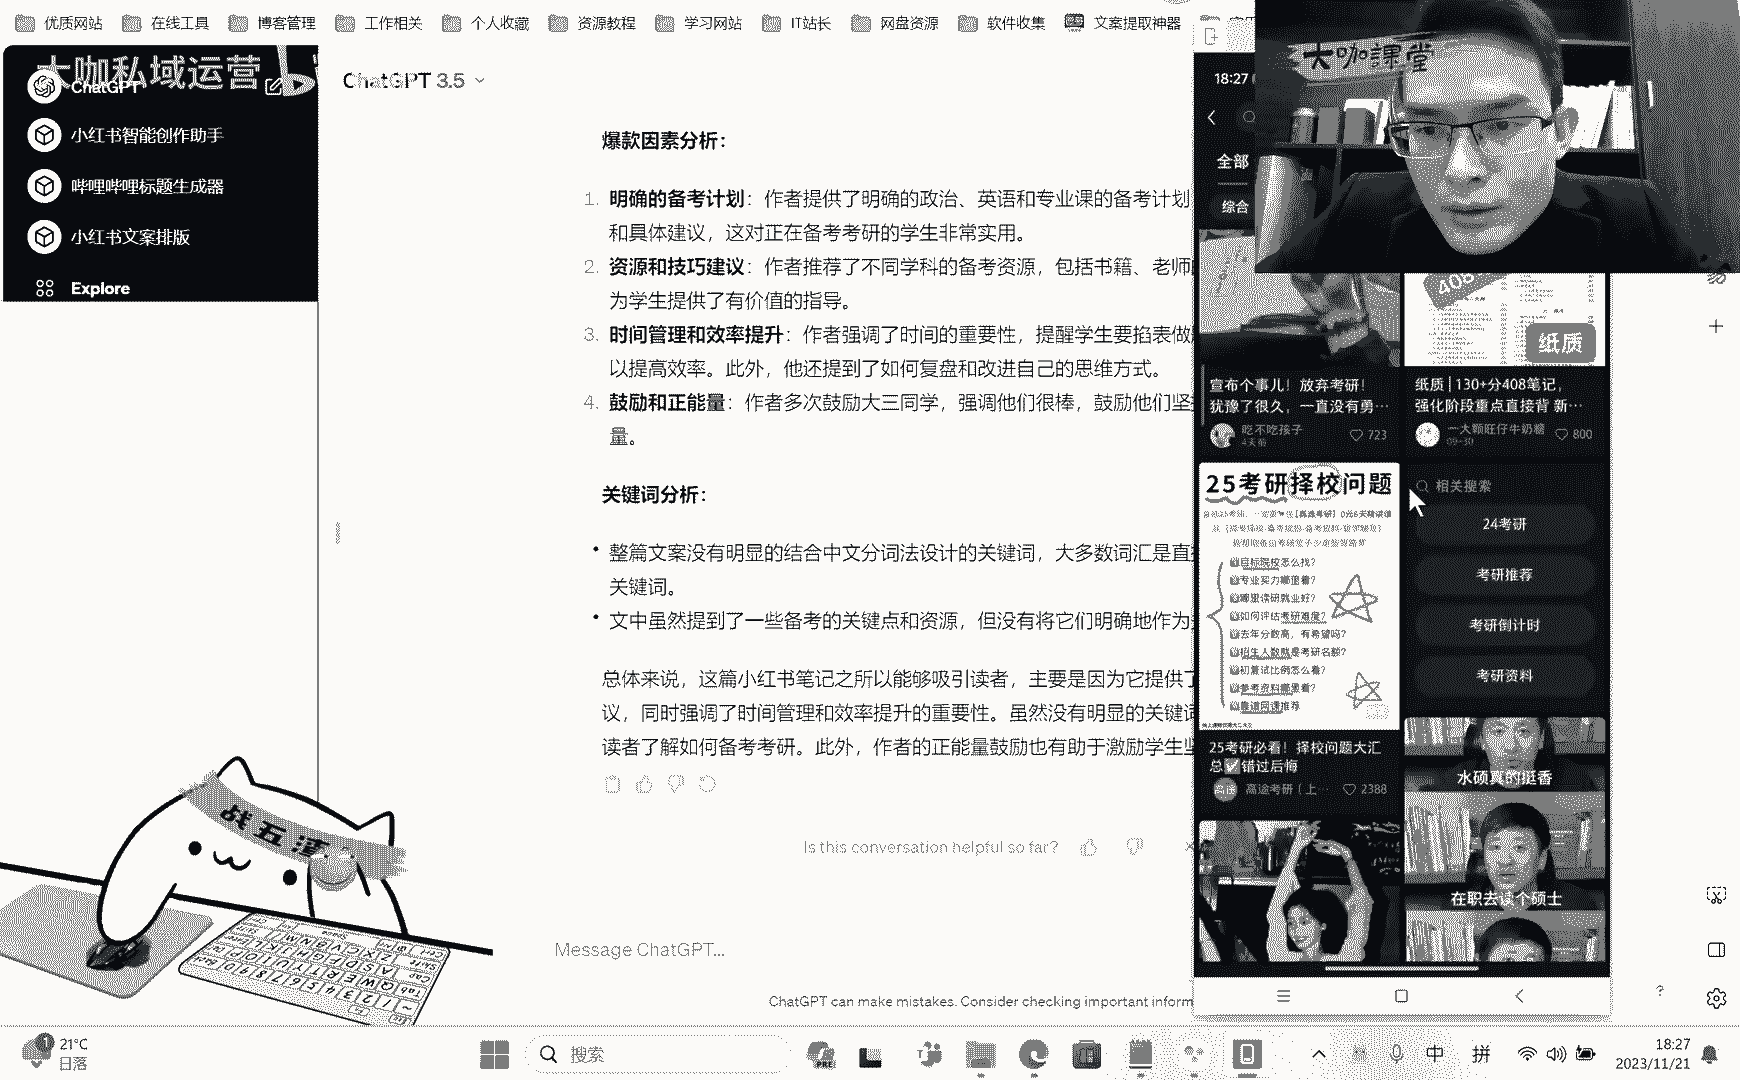 优质网站
在线工具
博客管理
工作相关
个人收藏
资源教程
学习网站
IT站长
网盘资源
软件收集
文案提取神器
大咖私域运营
ChatGPT
小红书智能创作助手
哔哩哔哩标题生成器
小红书文案排版
Explore
ChatGPT 3.5
爆款因素分析：
1. 明确的备考计划：作者提供了明确的政治、英语和专业课的备考计划
和具体建议，这对正在备考考研的学生非常实用。
2. 资源和技巧建议：作者推荐了不同学科的备考资源，包括书籍、老师
为学生提供了有价值的指导。
3. 时间管理和效率提升：作者强调了时间的重要性，提醒学生要掐表做
以提高效率。此外，他还提到了如何复盘和改进自己的思维方式。
4. 鼓励和正能量：作者多次鼓励大三同学，强调他们很棒，鼓励他们坚
量。
关键词分析：
• 整篇文案没有明显的结合中文分词法设计的关键词，大多数词汇是直
关键词。
• 文中虽然提到了一些备考的关键点和资源，但没有将它们明确地作为
总体来说，这篇小红书笔记之所以能够吸引读者，主要是因为它提供了
议，同时强调了时间管理和效率提升的重要性。虽然没有明显的关键
读者了解如何备考考研。此外，作者的正能量鼓励也有助于激励学生
Is this conversation helpful so far?
Message ChatGPT...
ChatGPT can make mistakes. Consider checking important inform
大咖課堂
18:27
全部
综合
408
纸质
宣布个事儿！放弃考研！
犹豫了很久，一直没有勇…
吃不吃孩子
4天前
723
纸质 | 130+分408笔记，
强化阶段重点直接背 新…
一大颗旺仔牛奶糖
09-30
800
25考研择校问题
目标院校怎么找？
专业实力哪里看？
哪里读研就业好？
如何评估考研难度？
去年分数高，有希望吗？
招生人数就是考研名额？
初复试比例怎么看？
参考资料哪里看？
靠谱网课推荐
25考研必看！择校问题大汇
总✅错过后悔
高途考研（上…
2388
相关搜索
24考研
考研推荐
考研倒计时
考研资料
水硕真的挺香
在职去读个硕士
21°C
日落
搜索
中
拼
18:27
2023/11/21